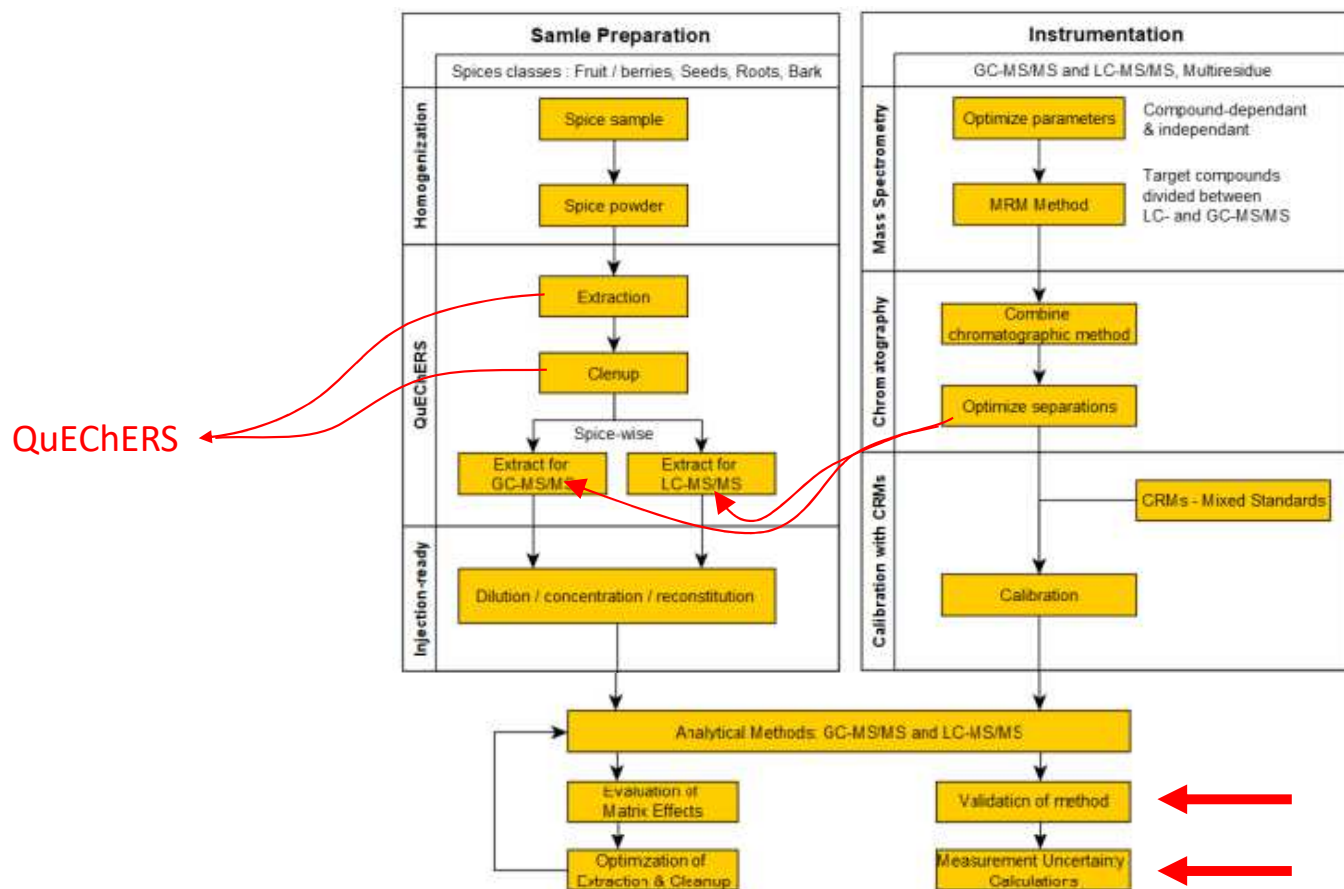 Samle Preparation
Spices classes : Fruit / berries, Seeds, Roots, Bark
Homogenization
Spice sample
Spice powder
QuEChERS
Extraction
Clenup
Spice-wise
Extract for
GC-MS/MS
Extract for
LC-MS/MS
Injection-ready
Dilution / concentration / reconstitution
QuEChERS
Instrumentation
GC-MS/MS and LC-MS/MS, Multiresidue
Mass Spectrometry
Optimize parameters
Compound-dependant
& independant
MRM Method
Target compounds
divided between
LC- and GC-MS/MS
Chromatography
Combine
chromatographic method
Optimize separations
Calibration with CRMs
CRMs - Mixed Standards
Calibration
Analytical Methods: GC-MS/MS and LC-MS/MS
Evaluation of
Matrix Effects
Optimization of
Extraction & Cleanup
Validation of method
Measurement Uncertainty
Calculations